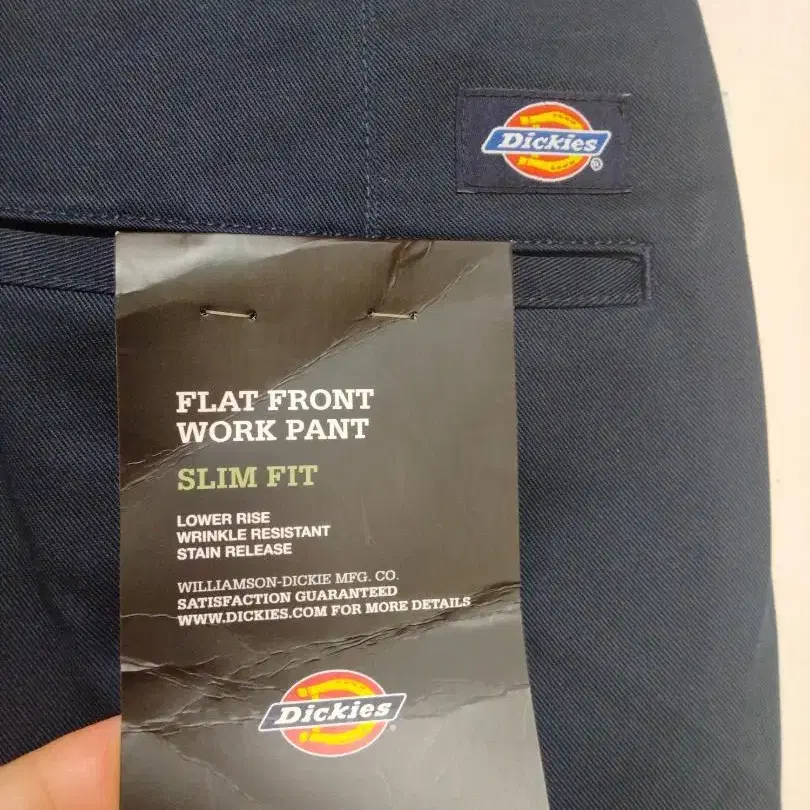 Dickies
®
FLAT FRONT
WORK PANT
SLIM FIT
LOWER RISE
WRINKLE RESISTANT
STAIN RELEASE
WILLIAMSON-DICKIE MFG. CO.
SATISFACTION GUARANTEED
WWW.DICKIES.COM FOR MORE DETAILS
Dickies
®